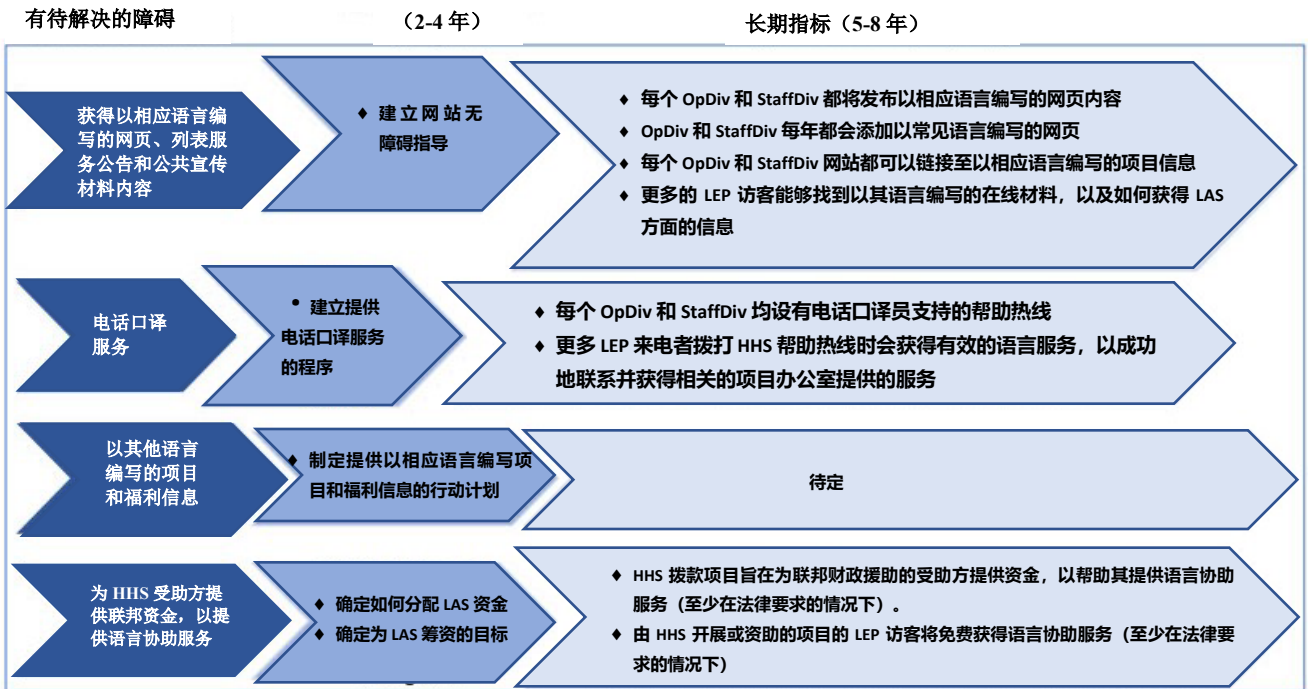 有待解决的障碍 （2-4 年） 长期指标（5-8 年）
获得以相应语言编
写的网页、列表服
务公告和公共宣传
材料内容
♦ 建立网站无
障碍指导
♦ 每个 OpDiv 和 StaffDiv 都将发布以相应语言编写的网页内容
♦ OpDiv 和 StaffDiv 每年都会添加以常见语言编写的网页
♦ 每个 OpDiv 和 StaffDiv 网站都可以链接至以相应语言编写的项目信息
♦ 更多的 LEP 访客能够找到以其语言编写的在线材料，以及如何获得 LAS
方面的信息
电话口译
服务
• 建立提供
电话口译服务
的程序
♦ 每个 OpDiv 和 StaffDiv 均设有电话口译员支持的帮助热线
♦ 更多 LEP 来电者拨打 HHS 帮助热线时会获得有效的语言服务，以成功
地联系并获得相关的项目办公室提供的服务
以其他语言
编写的项目
和福利信息
♦ 制定提供以相应语言编写项
目和福利信息的行动计划
待定
为 HHS 受助方提
供联邦资金，以提
供语言协助服务
♦ 确定如何分配 LAS 资金
♦ 确定为 LAS 筹资的目标
♦ HHS 拨款项目旨在为联邦财政援助的受助方提供资金，以帮助其提供语言协助
服务（至少在法律要求的情况下）。
♦ 由 HHS 开展或资助的项目的 LEP 访客将免费获得语言协助服务（至少在法律要
求的情况下）